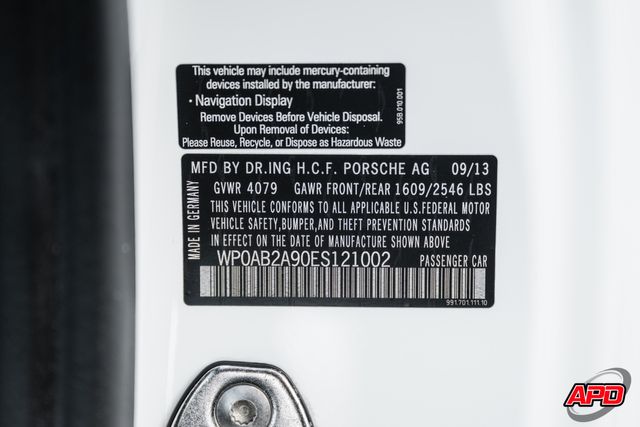 This vehicle may include mercury-containing
devices installed by the manufacturer:
· Navigation Display
Remove Devices Before Vehicle Disposal.
Upon Removal of Devices:
Please Reuse, Recycle, or Dispose as Hazardous Waste
95B.010.001
MADE IN GERMANY
MFD BY DR.ING H.C.F. PORSCHE AG 09/13
GVWR 4079 GAWR FRONT/REAR 1609/2546 LBS
THIS VEHICLE CONFORMS TO ALL APPLICABLE U.S.FEDERAL MOTOR
VEHICLE SAFETY,BUMPER,AND THEFT PREVENTION STANDARDS
IN EFFECT ON THE DATE OF MANUFACTURE SHOWN ABOVE
WP0AB2A90ES121002 PASSENGER CAR
991.701.111.10
APD